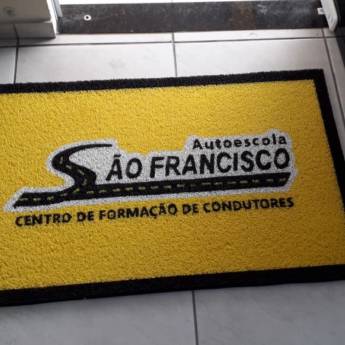 Autoescola
SÃO FRANCISCO
CENTRO DE FORMAÇÃO DE CONDUTORES